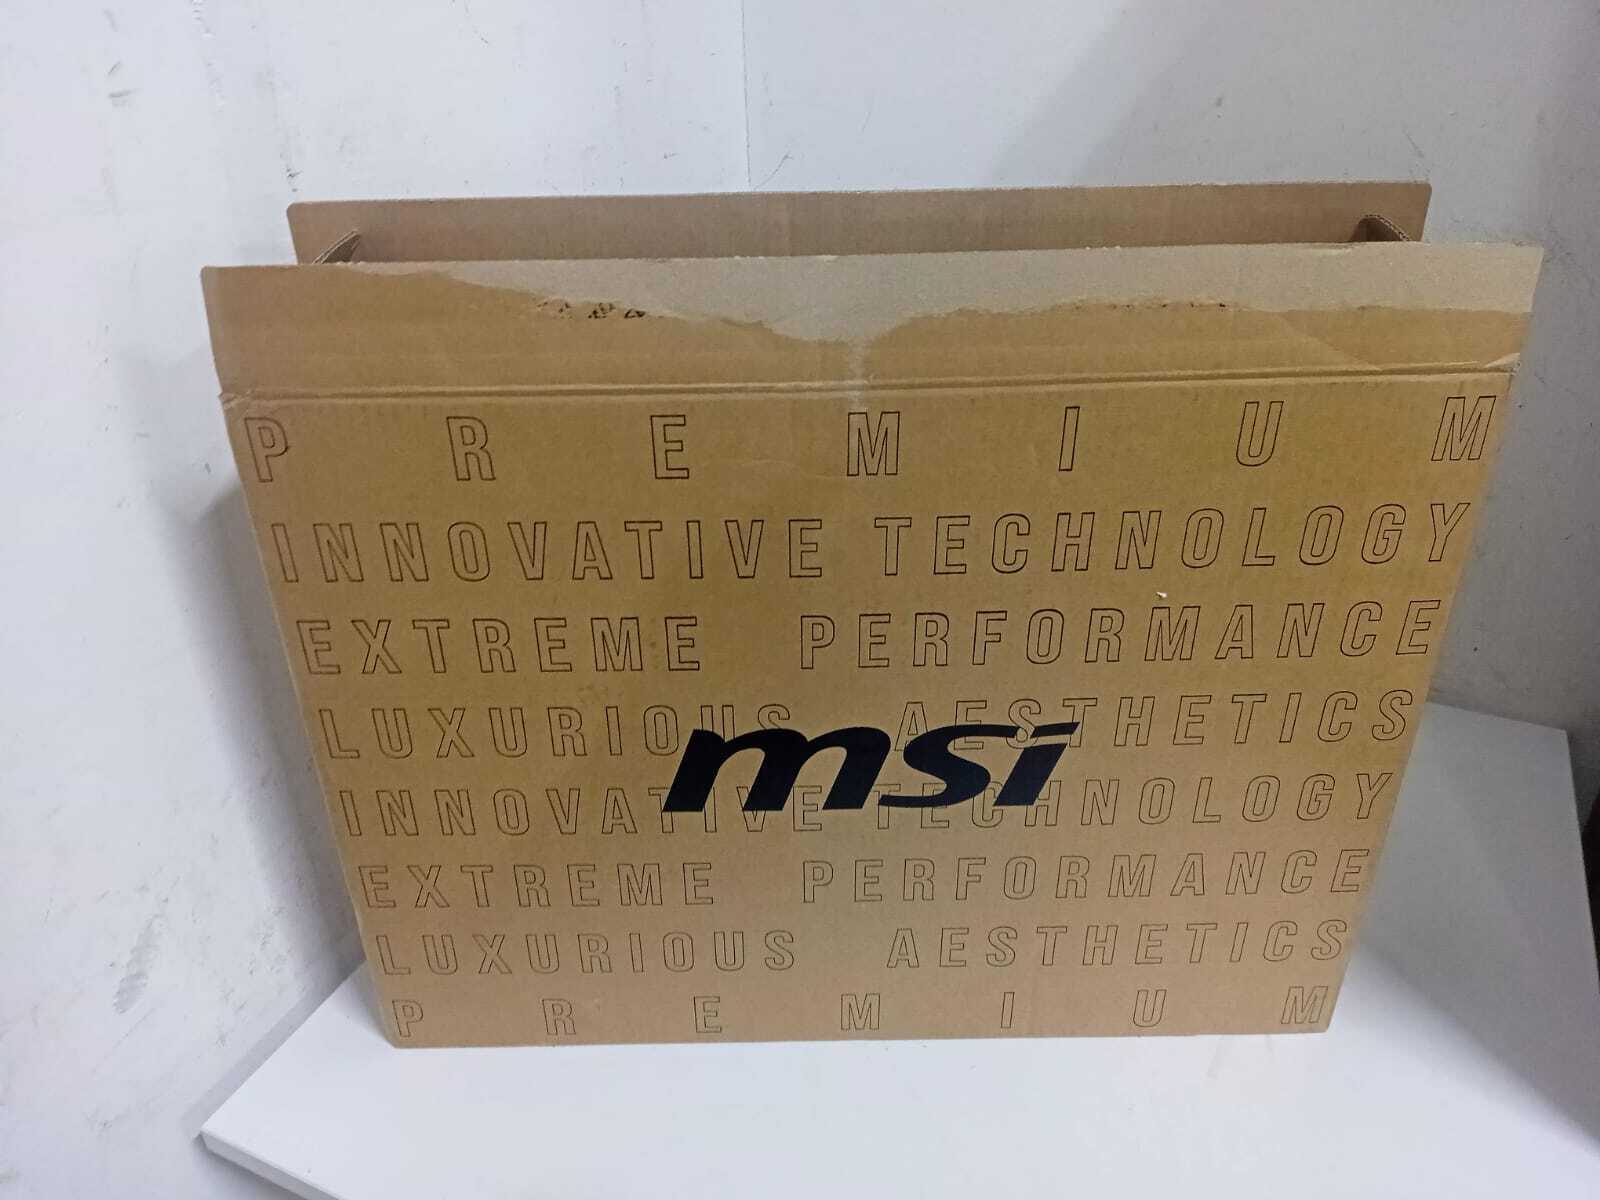 PREMIUM
INNOVATIVE TECHNOLOGY
EXTREME PERFORMANCE
LUXURIOUS AESTHETICS
msi
INNOVATIVE TECHNOLOGY
EXTREME PERFORMANCE
LUXURIOUS AESTHETICS
PREMIUM